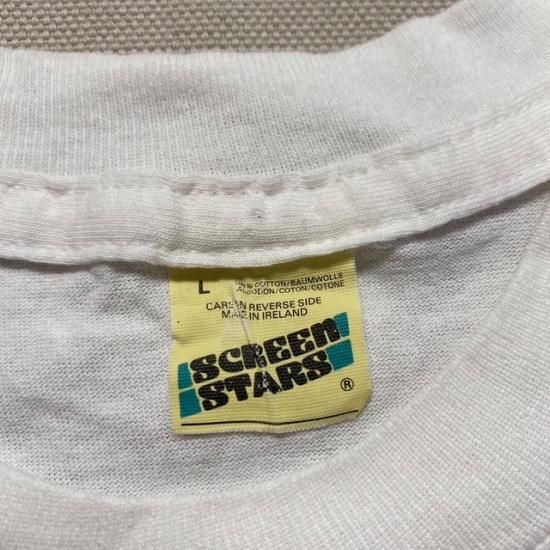 L
100% COTTON/BAUMWOLLE
ALGODON/COTON/COTONE
CARE ON REVERSE SIDE
MADE IN IRELAND
SCREEN
STARS
®